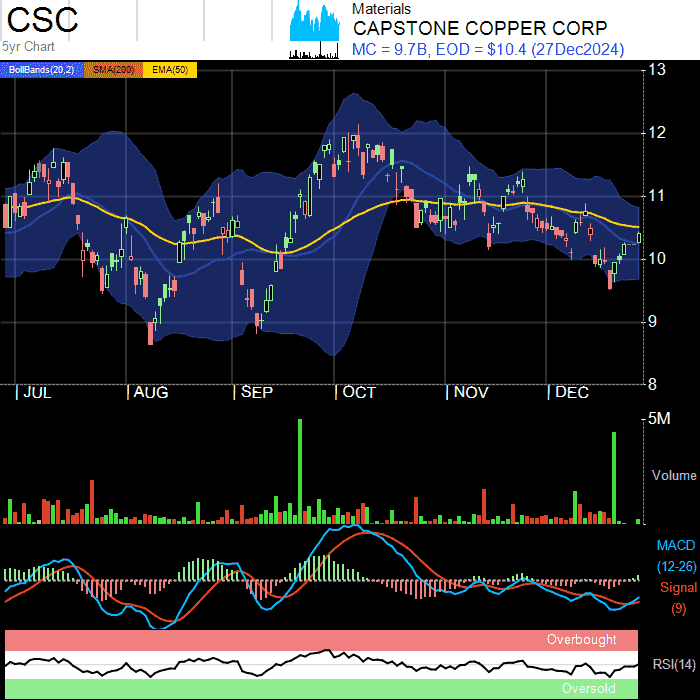 CSC
5yr Chart
Materials
CAPSTONE COPPER CORP
MC = 9.7B, EOD = $10.4 (27Dec2024)
BollBands(20,2) SMA(200) EMA(50)
13
12
11
10
9
8
JUL AUG SEP OCT NOV DEC
5M
Volume
MACD
(12-26)
Signal
(9)
Overbought
RSI(14)
Oversold